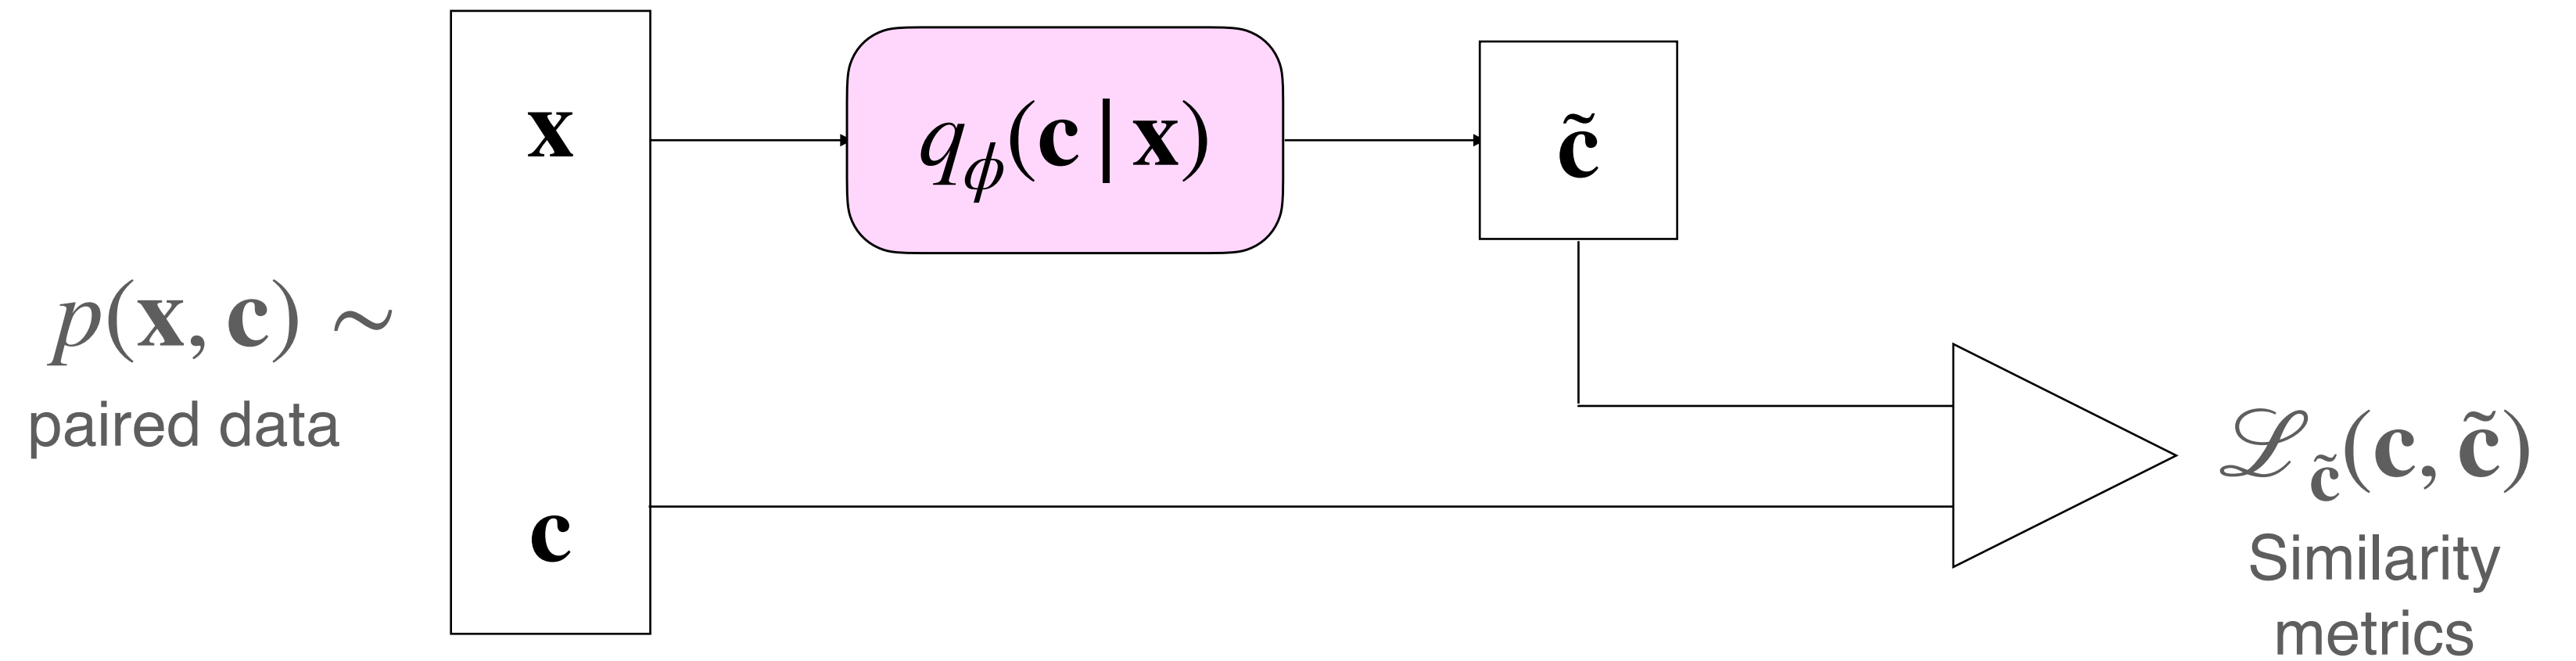 x
q_ϕ(c|x)
c̃
p(x, c) ∼
paired data
c
ℒ_c̃(c, c̃)
Similarity
metrics